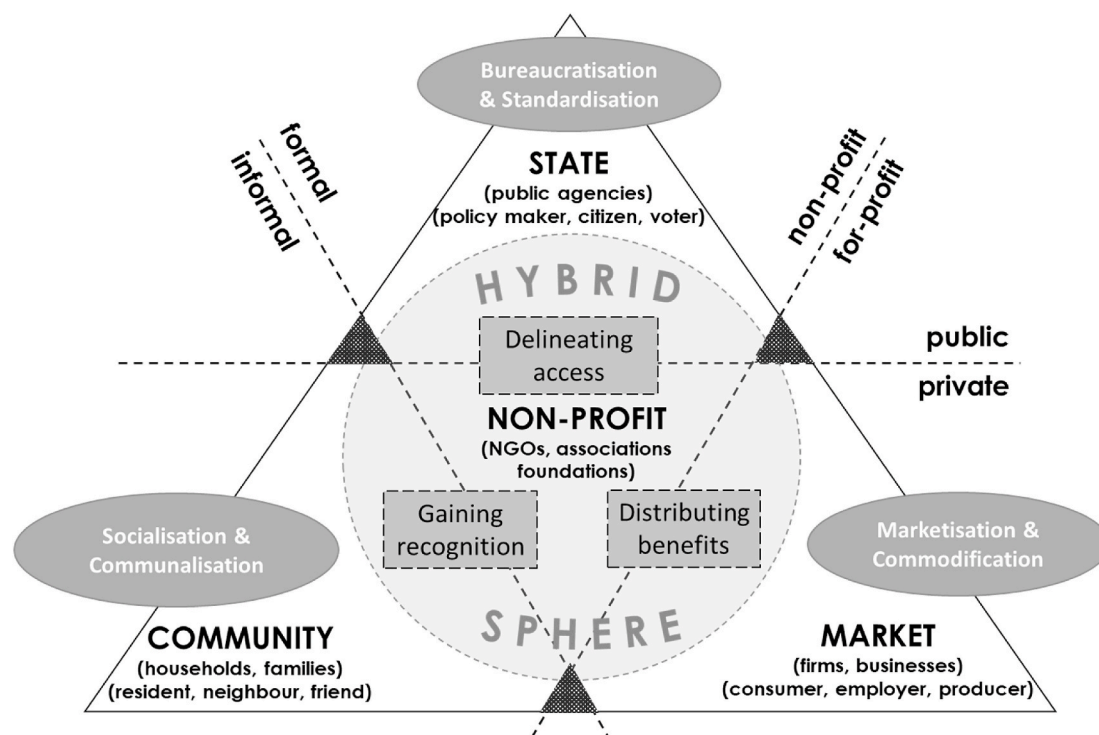 Bureaucratisation
& Standardisation
formal
informal
non-profit
for-profit
STATE
(public agencies)
(policy maker, citizen, voter)
HYBRID
Delineating
access
public
private
NON-PROFIT
(NGOs, associations
foundations)
Gaining
recognition
Distributing
benefits
Socialisation &
Communalisation
Marketisation &
Commodification
SPHERE
COMMUNITY
(households, families)
(resident, neighbour, friend)
MARKET
(firms, businesses)
(consumer, employer, producer)